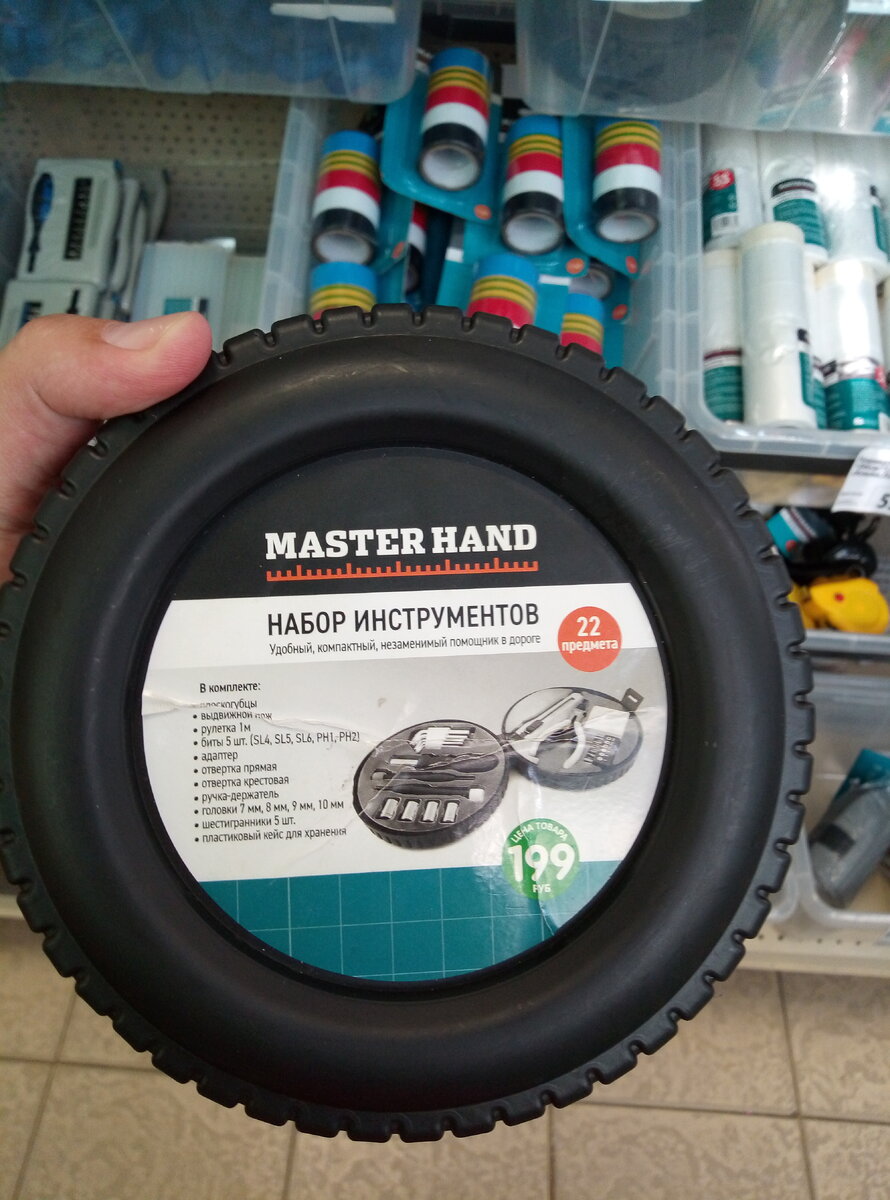 MASTER HAND
НАБОР ИНСТРУМЕНТОВ
Удобный, компактный, незаменимый помощник в дороге
22
предмета
В комплекте:
• плоскогубцы
• выдвижной нож
• рулетка 1м
• биты 5 шт. (SL4, SL5, SL6, PH1, PH2)
• адаптер
• отвертка прямая
• отвертка крестовая
• ручка-держатель
• головки 7 мм, 8 мм, 9 мм, 10 мм
• шестигранники 5 шт.
• пластиковый кейс для хранения
ЦЕНА ТОВАРА
199
РУБ